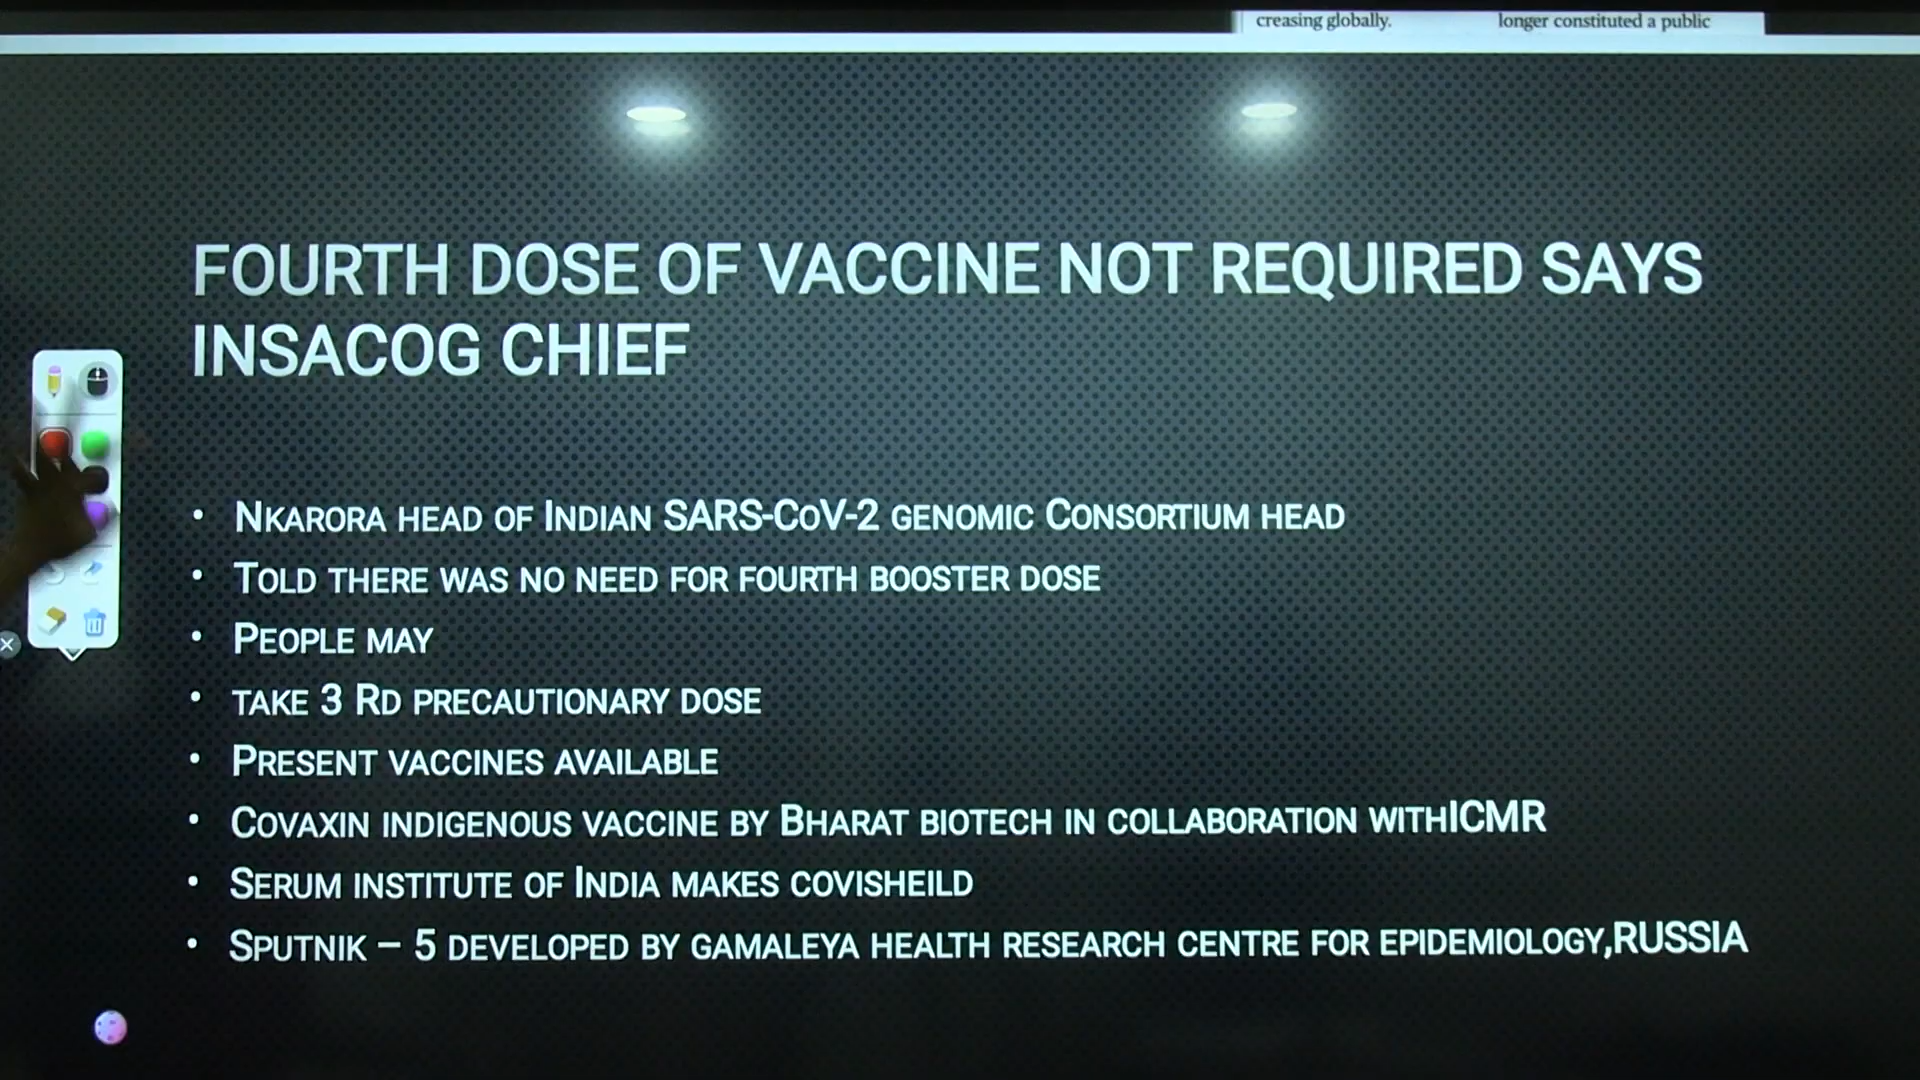 creasing globally. longer constituted a public
FOURTH DOSE OF VACCINE NOT REQUIRED SAYS
INSACOG CHIEF
• NKARORA HEAD OF INDIAN SARS-COV-2 GENOMIC CONSORTIUM HEAD
• TOLD THERE WAS NO NEED FOR FOURTH BOOSTER DOSE
• PEOPLE MAY
• TAKE 3 RD PRECAUTIONARY DOSE
• PRESENT VACCINES AVAILABLE
• COVAXIN INDIGENOUS VACCINE BY BHARAT BIOTECH IN COLLABORATION WITHICMR
• SERUM INSTITUTE OF INDIA MAKES COVISHEILD
• SPUTNIK – 5 DEVELOPED BY GAMALEYA HEALTH RESEARCH CENTRE FOR EPIDEMIOLOGY,RUSSIA